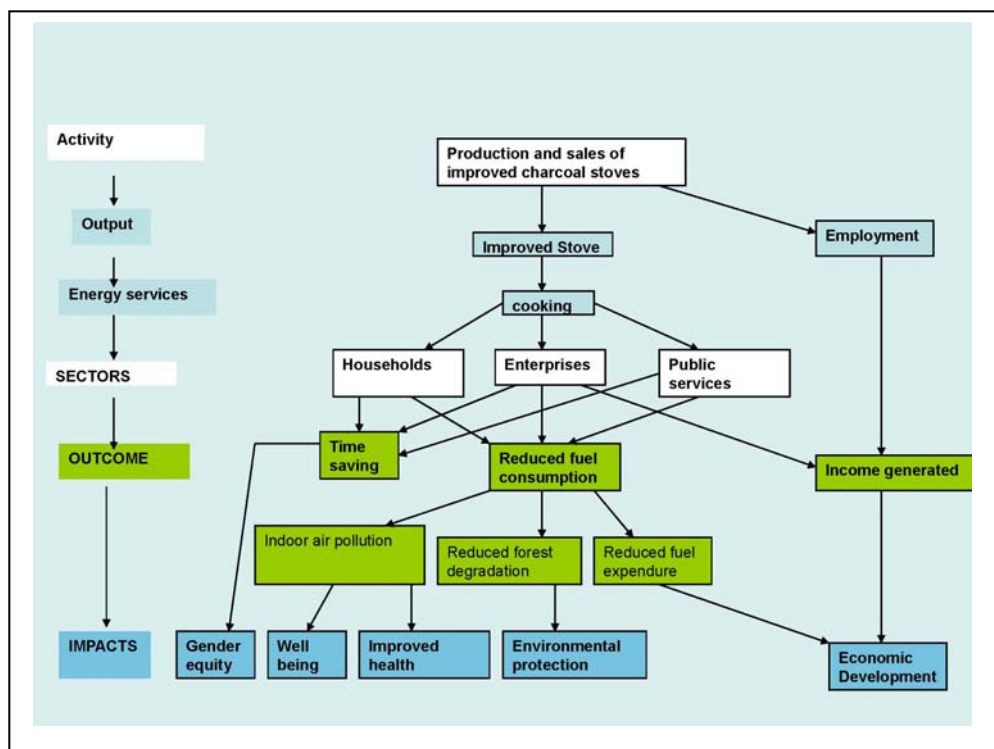 Activity
Production and sales of
improved charcoal stoves
Output
Employment
Improved Stove
Energy services
cooking
SECTORS
Households
Enterprises
Public
services
OUTCOME
Time
saving
Reduced fuel
consumption
Income generated
Indoor air pollution
Reduced forest
degradation
Reduced fuel
expendure
IMPACTS
Gender
equity
Well
being
Improved
health
Environmental
protection
Economic
Development